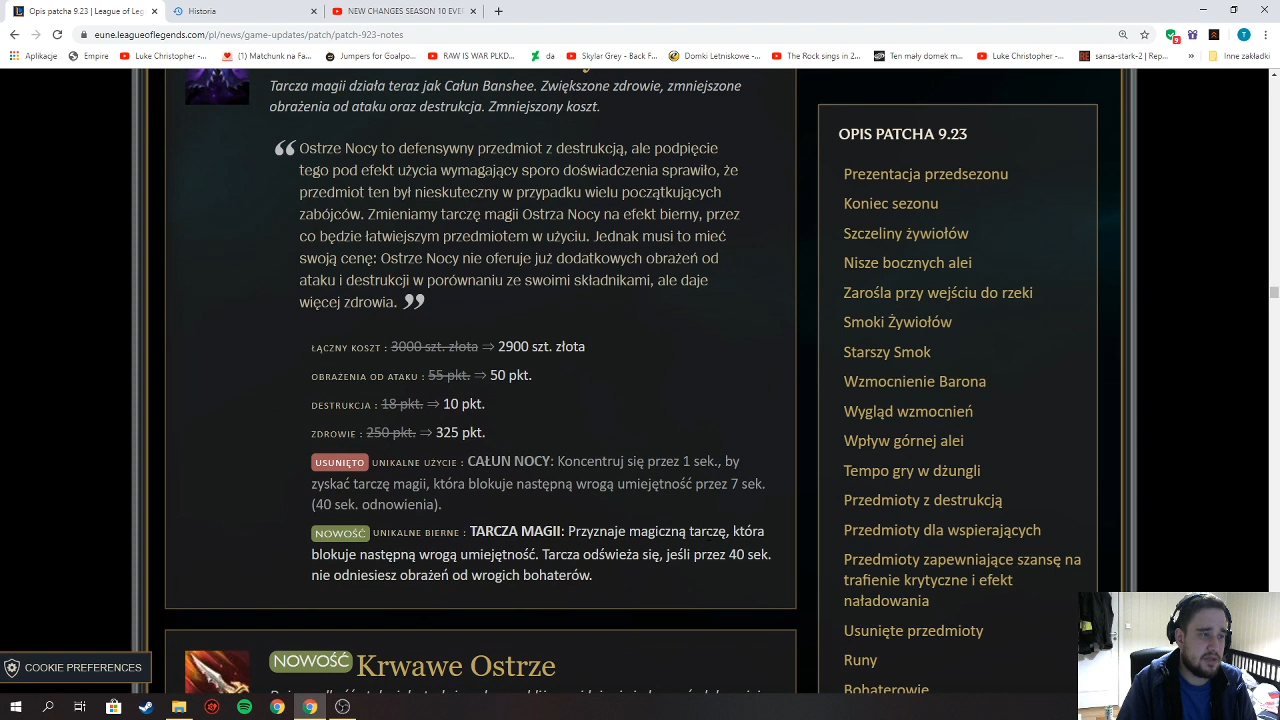 Opis patcha 9.23 | League of Leg
Historia
NEW CHANGES SEASON 10 EVE
eune.leagueoflegends.com/pl/news/game-updates/patch/patch-923-notes
9
T
Aplikacje
Empire
Luke Christopher -...
Matchunk na Fa...
Jumpers for Goalpo...
RAW IS WAR PLKD...
da
Skylar Grey - Back F...
Domki Letniskowe -...
The Rock sings in 2...
Ten mały domek m...
Luke Christopher -...
sansa-stark-2 | Rep...
»
Inne zakładki
Tarcza magii działa teraz jak Całun Banshee. Zwiększone zdrowie, zmniejszone
obrażenia od ataku oraz destrukcja. Zmniejszony koszt.
Ostrze Nocy to defensywny przedmiot z destrukcją, ale podpięcie
tego pod efekt użycia wymagający sporo doświadczenia sprawiło, że
przedmiot ten był nieskuteczny w przypadku wielu początkujących
zabójców. Zmieniamy tarczę magii Ostrza Nocy na efekt bierny, przez
co będzie łatwiejszym przedmiotem w użyciu. Jednak musi to mieć
swoją cenę: Ostrze Nocy nie oferuje już dodatkowych obrażeń od
ataku i destrukcji w porównaniu ze swoimi składnikami, ale daje
więcej zdrowia.
ŁĄCZNY KOSZT : 3000 szt. złota ⇒ 2900 szt. złota
OBRAŻENIA OD ATAKU : 55 pkt. ⇒ 50 pkt.
DESTRUKCJA : 18 pkt. ⇒ 10 pkt.
ZDROWIE : 250 pkt. ⇒ 325 pkt.
USUNIĘTO UNIKALNE UŻYCIE : CAŁUN NOCY: Koncentruj się przez 1 sek., by
zyskać tarczę magii, która blokuje następną wrogą umiejętność przez 7 sek.
(40 sek. odnowienia).
NOWOŚĆ UNIKALNE BIERNE : TARCZA MAGII: Przyznaje magiczną tarczę, która
blokuje następną wrogą umiejętność. Tarcza odświeża się, jeśli przez 40 sek.
nie odniesiesz obrażeń od wrogich bohaterów.
NOWOŚĆ Krwawe Ostrze
OPIS PATCHA 9.23
Prezentacja przedsezonu
Koniec sezonu
Szczeliny żywiołów
Nisze bocznych alei
Zarośla przy wejściu do rzeki
Smoki Żywiołów
Starszy Smok
Wzmocnienie Barona
Wygląd wzmocnień
Wpływ górnej alei
Tempo gry w dżungli
Przedmioty z destrukcją
Przedmioty dla wspierających
Przedmioty zapewniające szansę na
trafienie krytyczne i efekt
naładowania
Usunięte przedmioty
Runy
Bohaterowie
COOKIE PREFERENCES